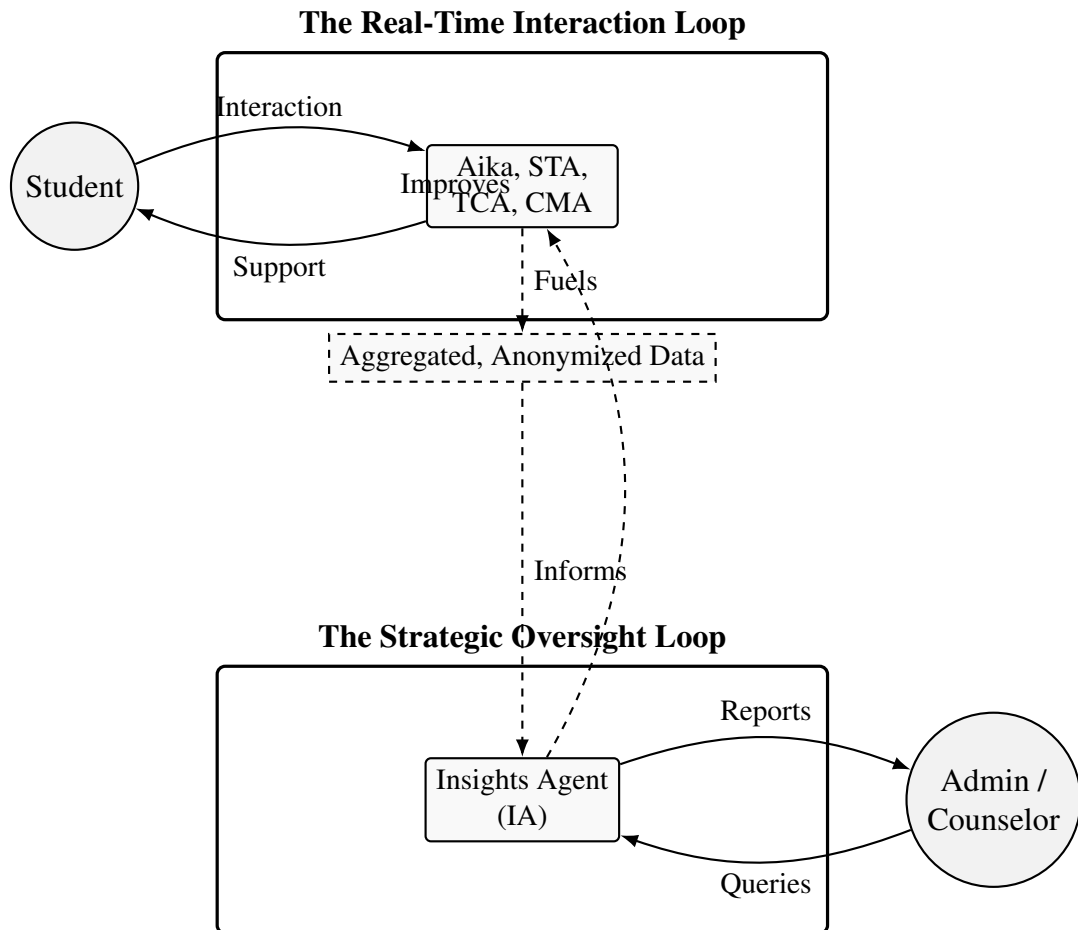 The Real-Time Interaction Loop
Interaction
Student
Aika, STA,
TCA, CMA
Improves
Support
Fuels
Aggregated, Anonymized Data
Informs
The Strategic Oversight Loop
Reports
Insights Agent
(IA)
Admin /
Counselor
Queries